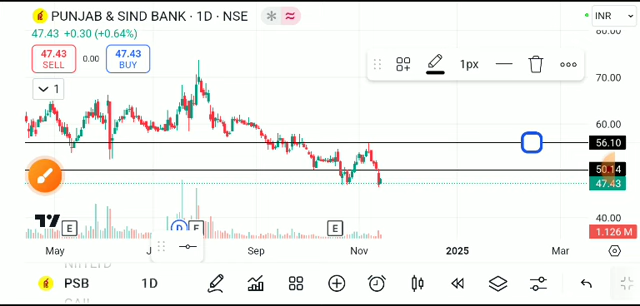 PUNJAB & SIND BANK · 1D · NSE
INR
47.43 +0.30 (+0.64%)
80.00
47.43
SELL
0.00
47.43
BUY
1px
1
70.00
60.00
56.10
50.14
47.43
40.00
E
D
E
E
1.126 M
May
Sep
Nov
2025
Mar
PSB
1D